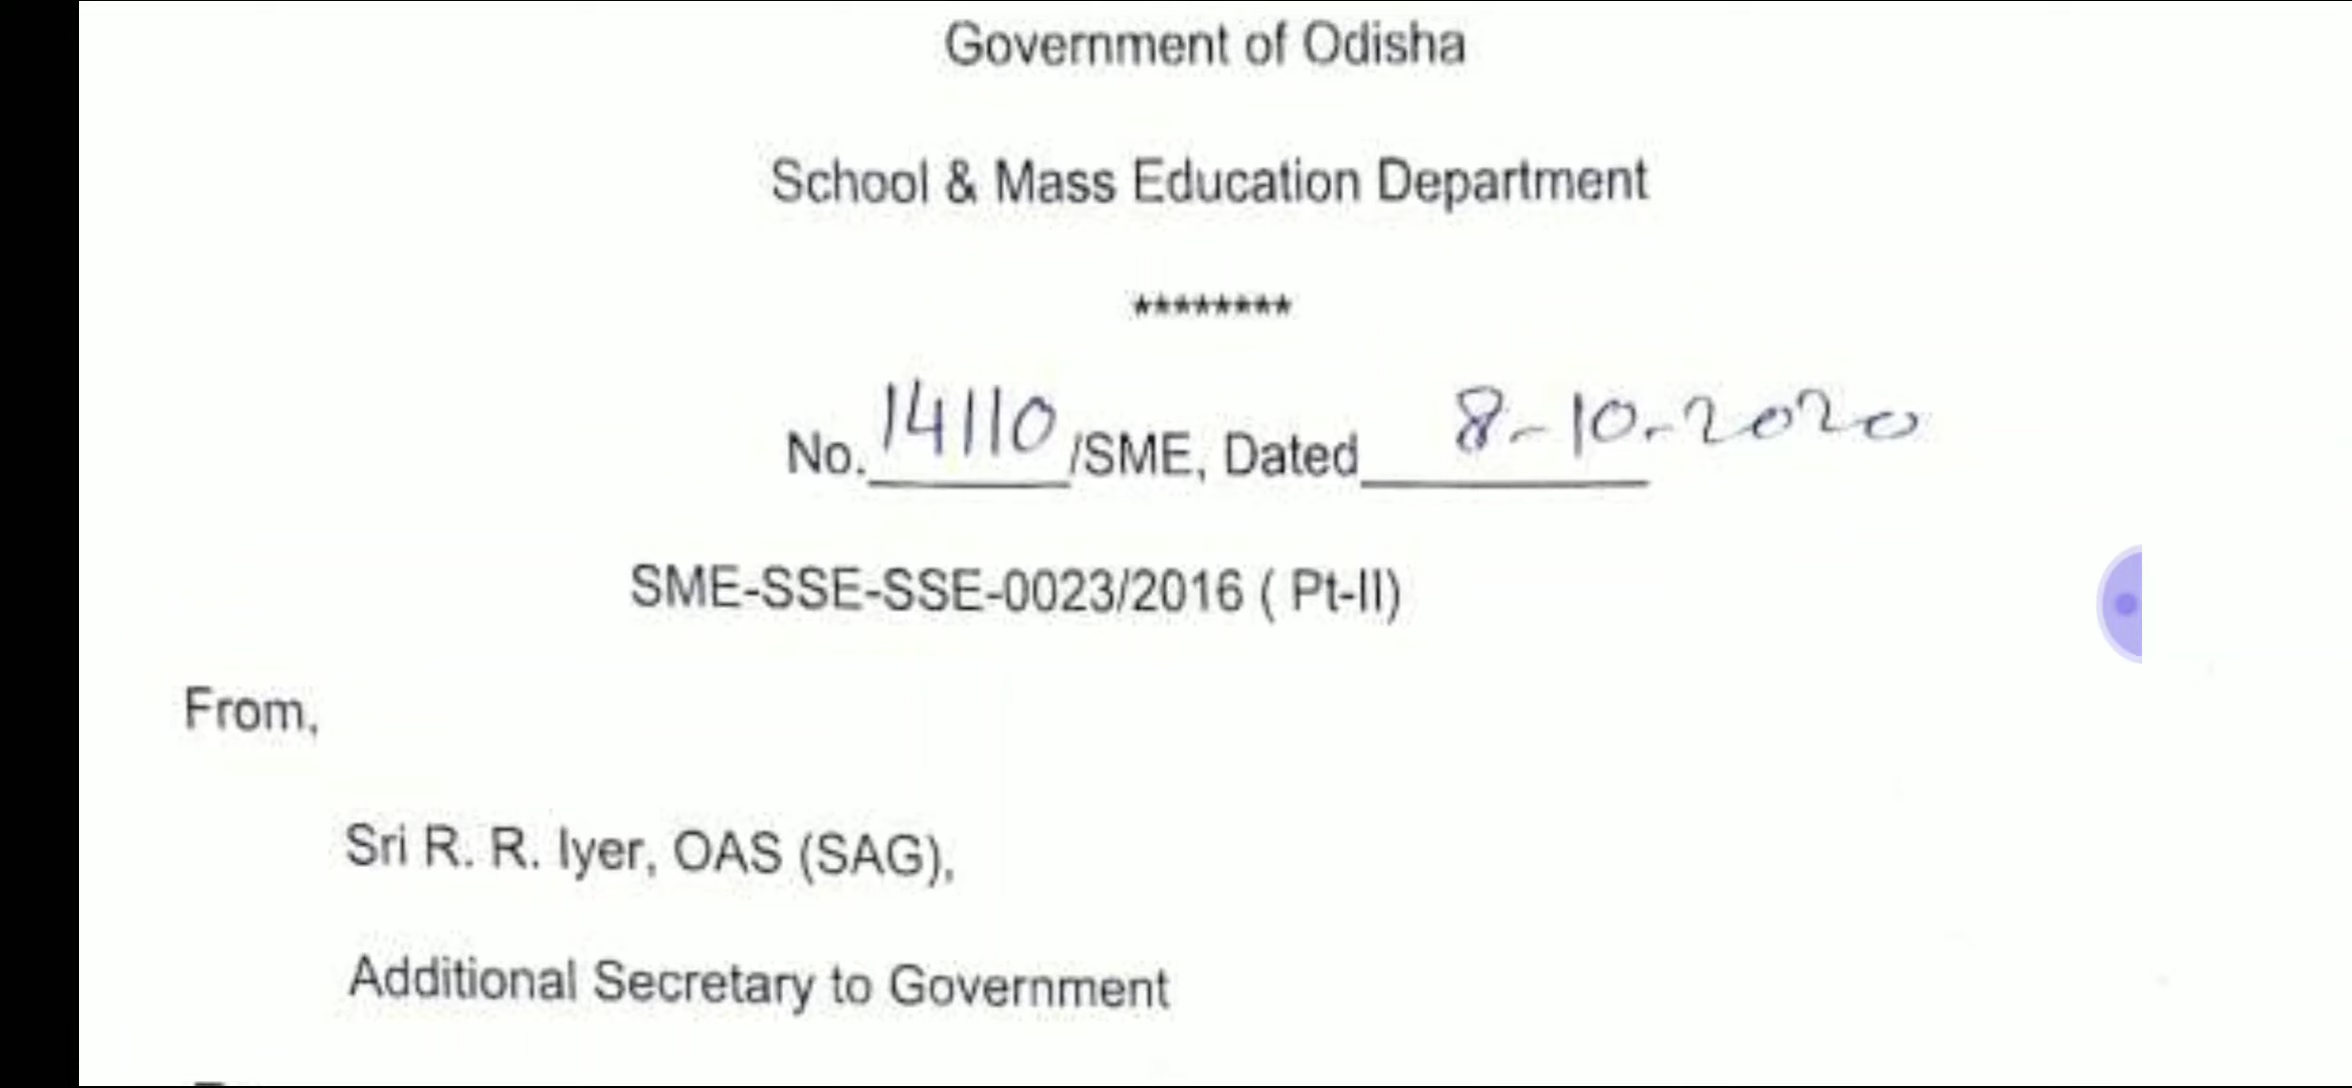 Government of Odisha
School & Mass Education Department
********
No. 14110 /SME, Dated 8-10-2020
SME-SSE-SSE-0023/2016 ( Pt-II)
From,
Sri R. R. Iyer, OAS (SAG),
Additional Secretary to Government